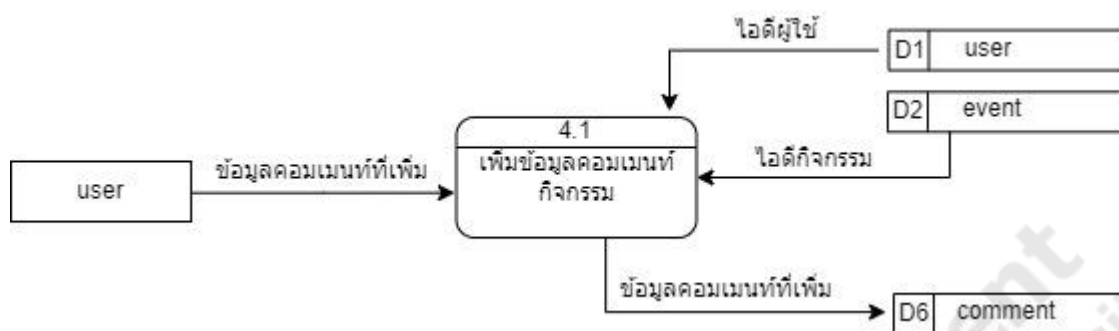 ไอดีผู้ใช้
D1 user
D2 event
4.1
เพิ่มข้อมูลคอมเมนท์
กิจกรรม
ไอดีกิจกรรม
ข้อมูลคอมเมนท์ที่เพิ่ม
user
ข้อมูลคอมเมนท์ที่เพิ่ม
D6 comment